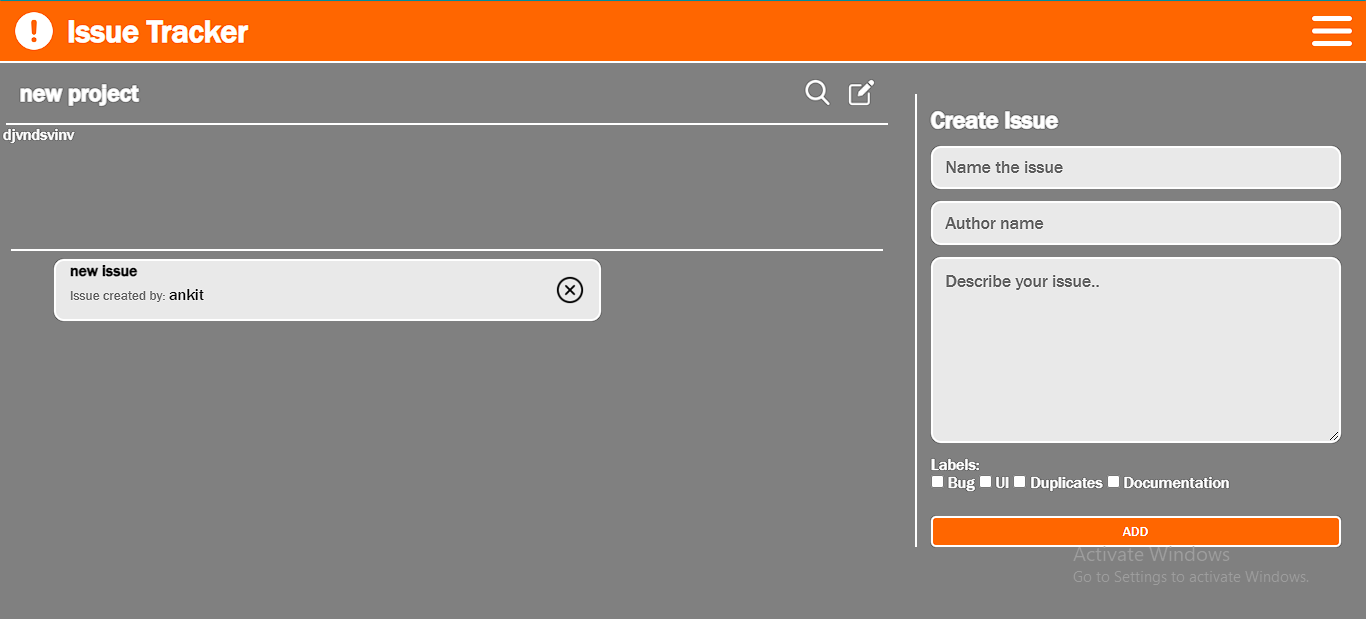 Issue Tracker
new project
djvndsvinv
new issue
Issue created by: ankit
Create Issue
Name the issue
Author name
Describe your issue..
Labels:
Bug UI Duplicates Documentation
ADD
Activate Windows
Go to Settings to activate Windows.